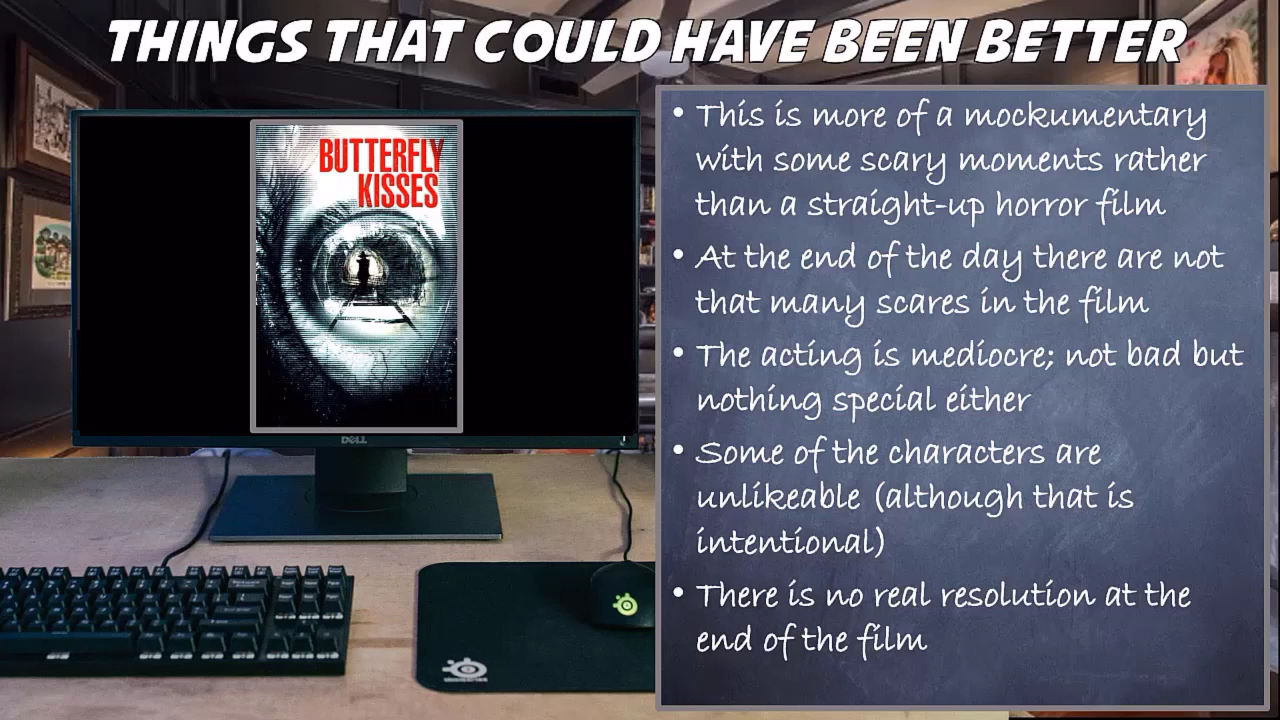 THINGS THAT COULD HAVE BEEN BETTER
BUTTERFLY
KISSES
DELL
• This is more of a mockumentary
with some scary moments rather
than a straight-up horror film
• At the end of the day there are not
that many scares in the film
• The acting is mediocre; not bad but
nothing special either
• Some of the characters are
unlikeable (although that is
intentional)
• There is no real resolution at the
end of the film